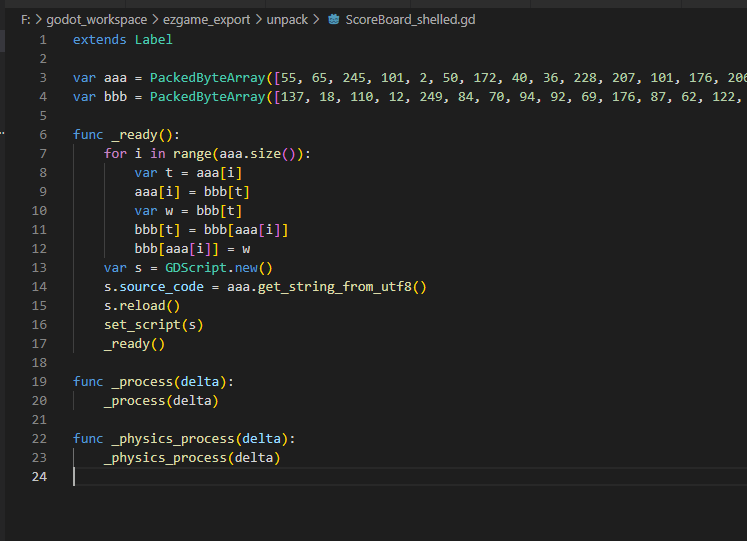 F: > godot_workspace > ezgame_export > unpack > ScoreBoard_shelled.gd
1 extends Label
2
3 var aaa = PackedByteArray([55, 65, 245, 101, 2, 50, 172, 40, 36, 228, 207, 101, 176, 206
4 var bbb = PackedByteArray([137, 18, 110, 12, 249, 84, 70, 94, 92, 69, 176, 87, 62, 122,
5
6 func _ready():
7     for i in range(aaa.size()):
8         var t = aaa[i]
9         aaa[i] = bbb[t]
10         var w = bbb[t]
11         bbb[t] = bbb[aaa[i]]
12         bbb[aaa[i]] = w
13     var s = GDScript.new()
14     s.source_code = aaa.get_string_from_utf8()
15     s.reload()
16     set_script(s)
17     _ready()
18
19 func _process(delta):
20     _process(delta)
21
22 func _physics_process(delta):
23     _physics_process(delta)
24